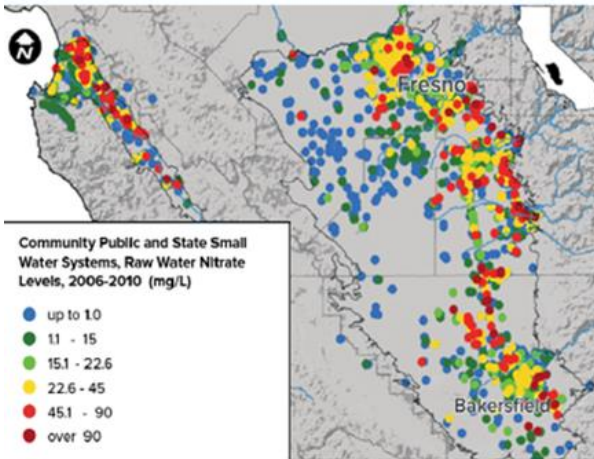 N
Fresno
Community Public and State Small
Water Systems, Raw Water Nitrate
Levels, 2006-2010 (mg/L)
up to 1.0
1.1 - 15
15.1 - 22.6
22.6 - 45
45.1 - 90
over 90
Bakersfield